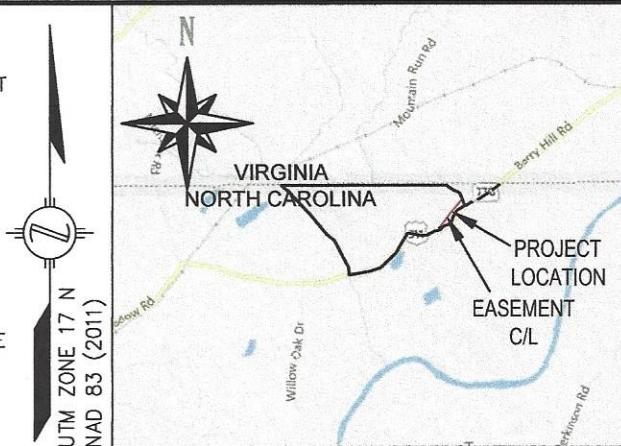 T
E
UTM ZONE 17 N
NAD 83 (2011)
N
Mountain Run Rd
VIRGINIA
NORTH CAROLINA
Berry Hill Rd
PROJECT
LOCATION
EASEMENT
C/L
Willow Oak Dr